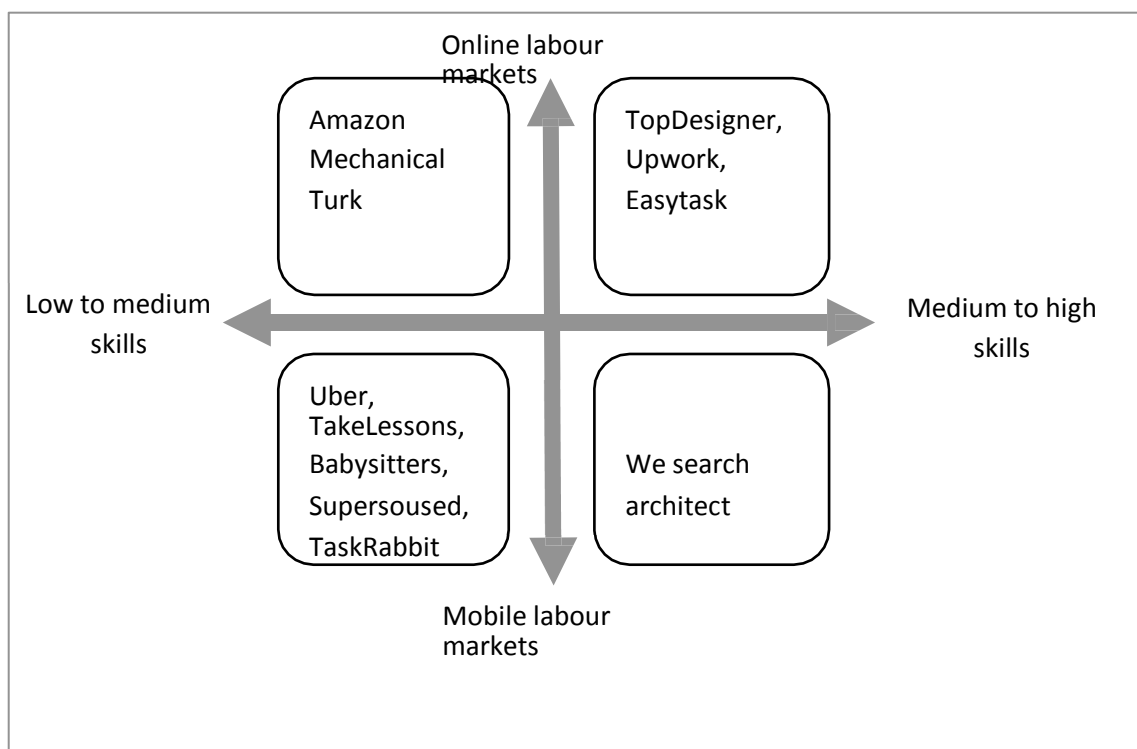 Online labour
markets
Amazon
Mechanical
Turk
TopDesigner,
Upwork,
Easytask
Low to medium
skills
Medium to high
skills
Uber,
TakeLessons,
Babysitters,
Supersoused,
TaskRabbit
We search
architect
Mobile labour
markets